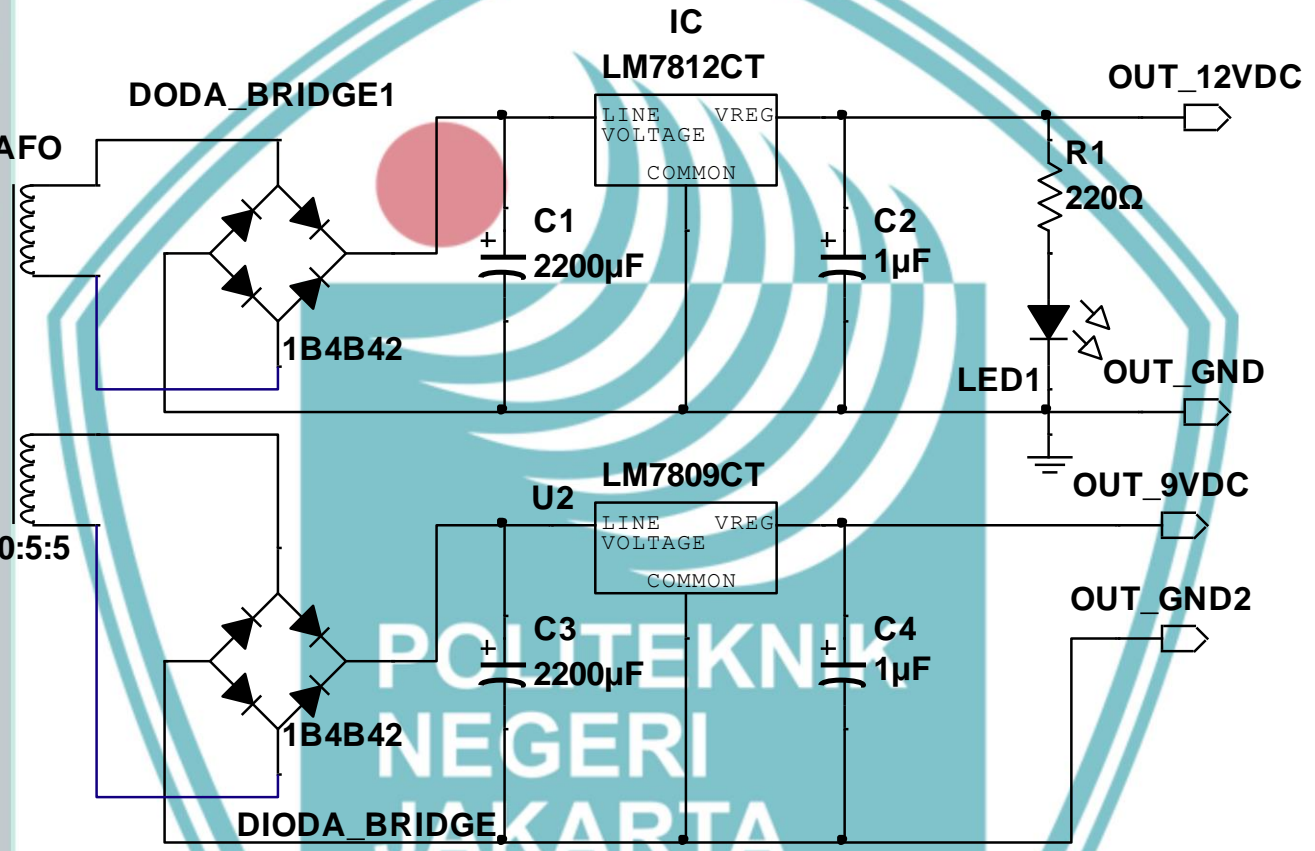 IC
LM7812CT
OUT_12VDC
DODA_BRIDGE1
LINE VREG
VOLTAGE
COMMON
AFO
R1
220Ω
C1
2200µF
C2
1µF
+
+
1B4B42
LED1
OUT_GND
LM7809CT
U2
OUT_9VDC
LINE VREG
VOLTAGE
COMMON
0:5:5
OUT_GND2
C3
2200µF
C4
1µF
+
+
1B4B42
DIODA_BRIDGE
POLITEKNIK
NEGERI
JAKARTA